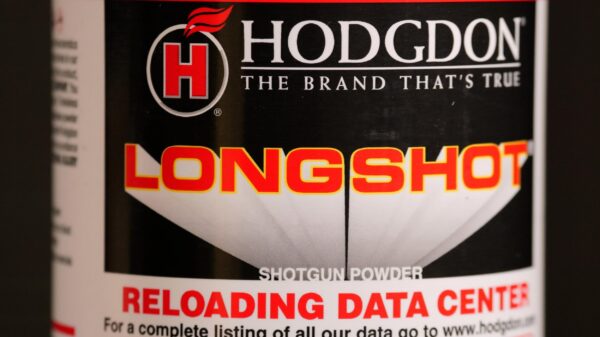 H
®
HODGDON®
THE BRAND THAT'S TRUE
LONGSHOT®
SHOTGUN POWDER
RELOADING DATA CENTER
For a complete listing of all our data go to www.hodgdon